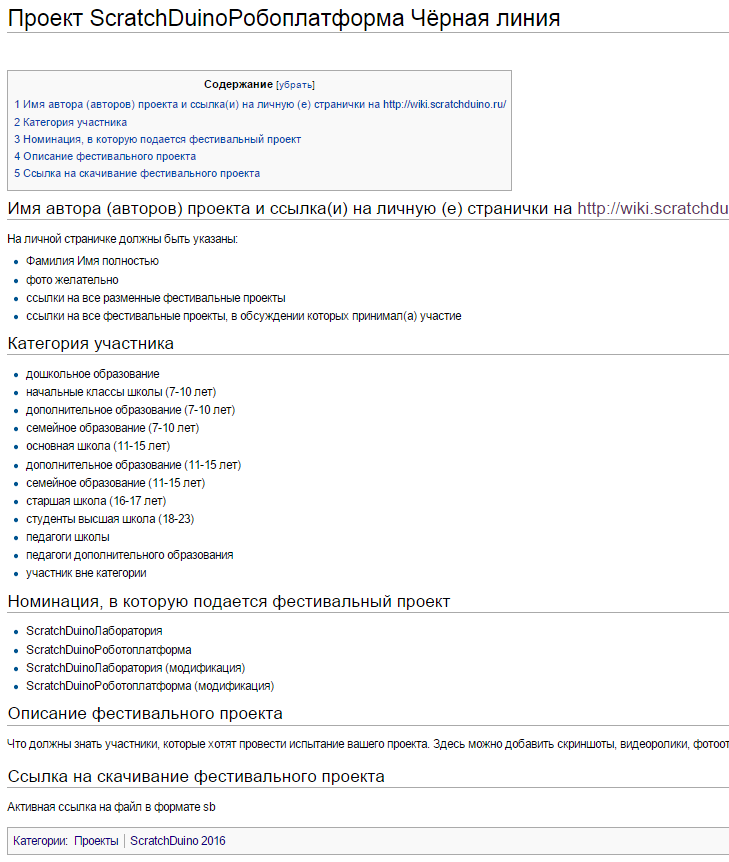 Проект ScratchDuinoРобоплатформа Чёрная линия
Содержание [убрать]
1 Имя автора (авторов) проекта и ссылка(и) на личную (е) странички на http://wiki.scratchduino.ru/
2 Категория участника
3 Номинация, в которую подается фестивальный проект
4 Описание фестивального проекта
5 Ссылка на скачивание фестивального проекта
Имя автора (авторов) проекта и ссылка(и) на личную (е) странички на http://wiki.scratchdu
На личной страничке должны быть указаны:
Фамилия Имя полностью
фото желательно
ссылки на все разменные фестивальные проекты
ссылки на все фестивальные проекты, в обсуждении которых принимал(а) участие
Категория участника
дошкольное образование
начальные классы школы (7-10 лет)
дополнительное образование (7-10 лет)
семейное образование (7-10 лет)
основная школа (11-15 лет)
дополнительное образование (11-15 лет)
семейное образование (11-15 лет)
старшая школа (16-17 лет)
студенты высшая школа (18-23)
педагоги школы
педагоги дополнительного образования
участник вне категории
Номинация, в которую подается фестивальный проект
ScratchDuinoЛаборатория
ScratchDuinoРоботоплатформа
ScratchDuinoЛаборатория (модификация)
ScratchDuinoРоботоплатформа (модификация)
Описание фестивального проекта
Что должны знать участники, которые хотят провести испытание вашего проекта. Здесь можно добавить скриншоты, видеоролики, фотоот
Ссылка на скачивание фестивального проекта
Активная ссылка на файл в формате sb
Категории: Проекты | ScratchDuino 2016